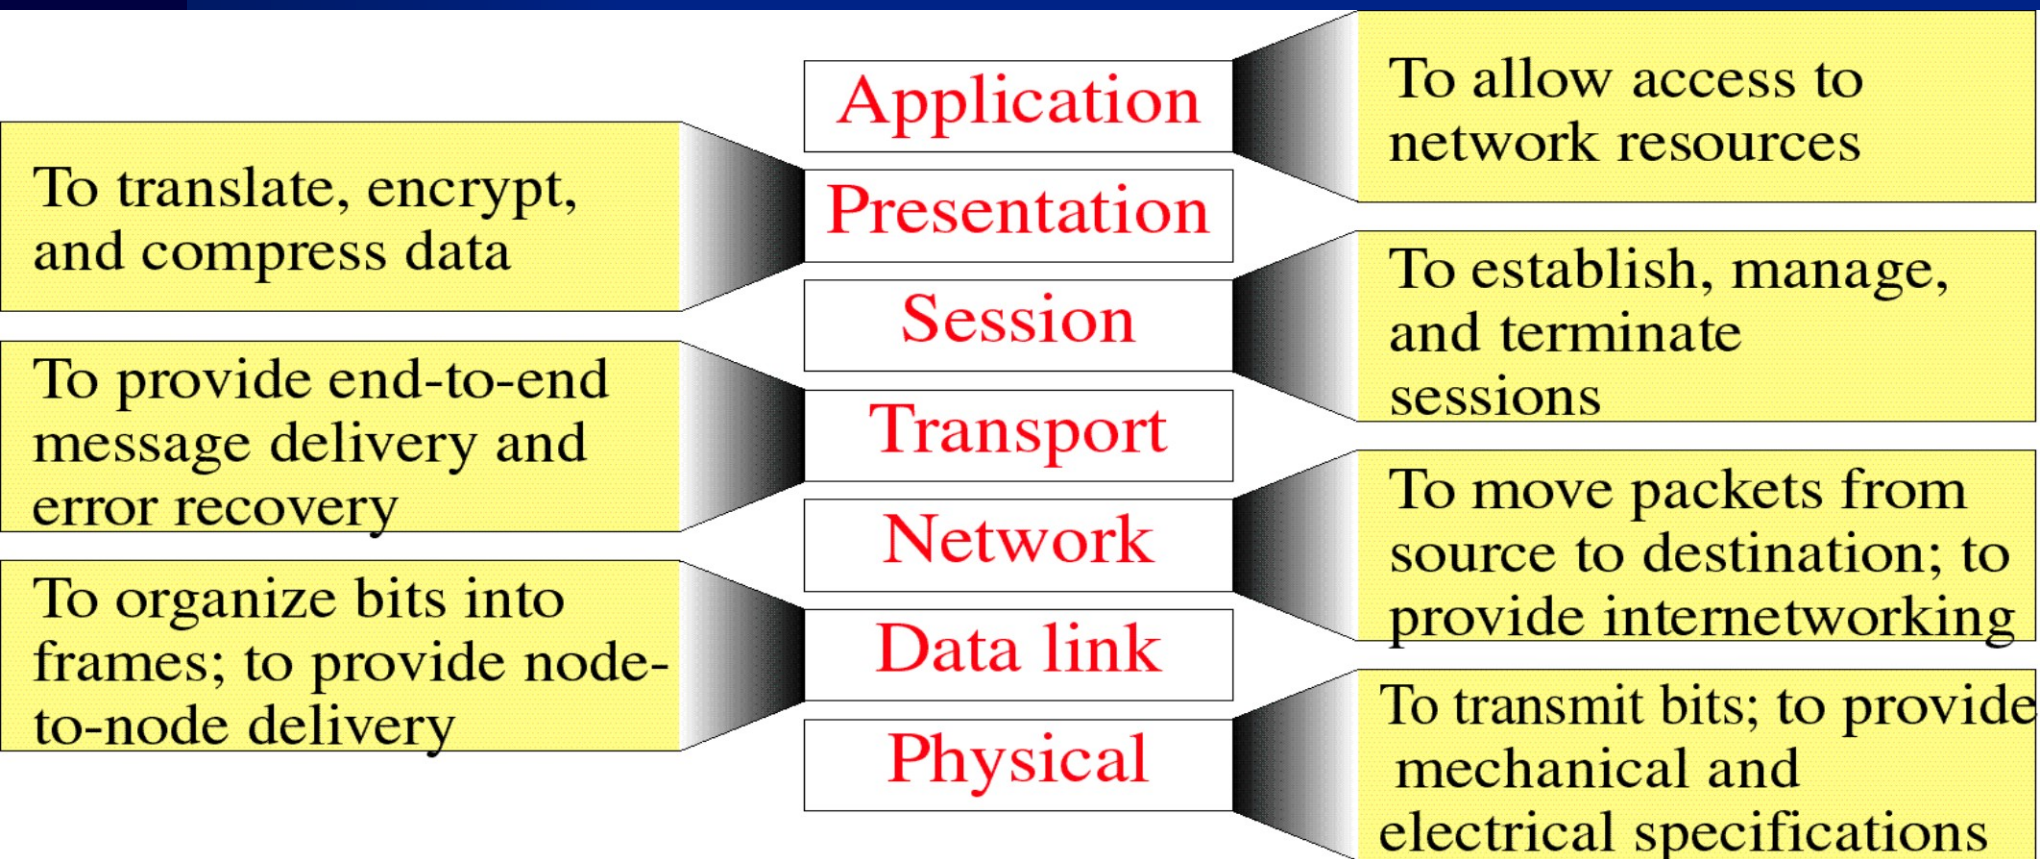 Application
To allow access to
network resources
Presentation
To translate, encrypt,
and compress data
Session
To establish, manage,
and terminate
sessions
Transport
To provide end-to-end
message delivery and
error recovery
Network
To move packets from
source to destination; to
provide internetworking
Data link
To organize bits into
frames; to provide node-
to-node delivery
Physical
To transmit bits; to provide
mechanical and
electrical specifications